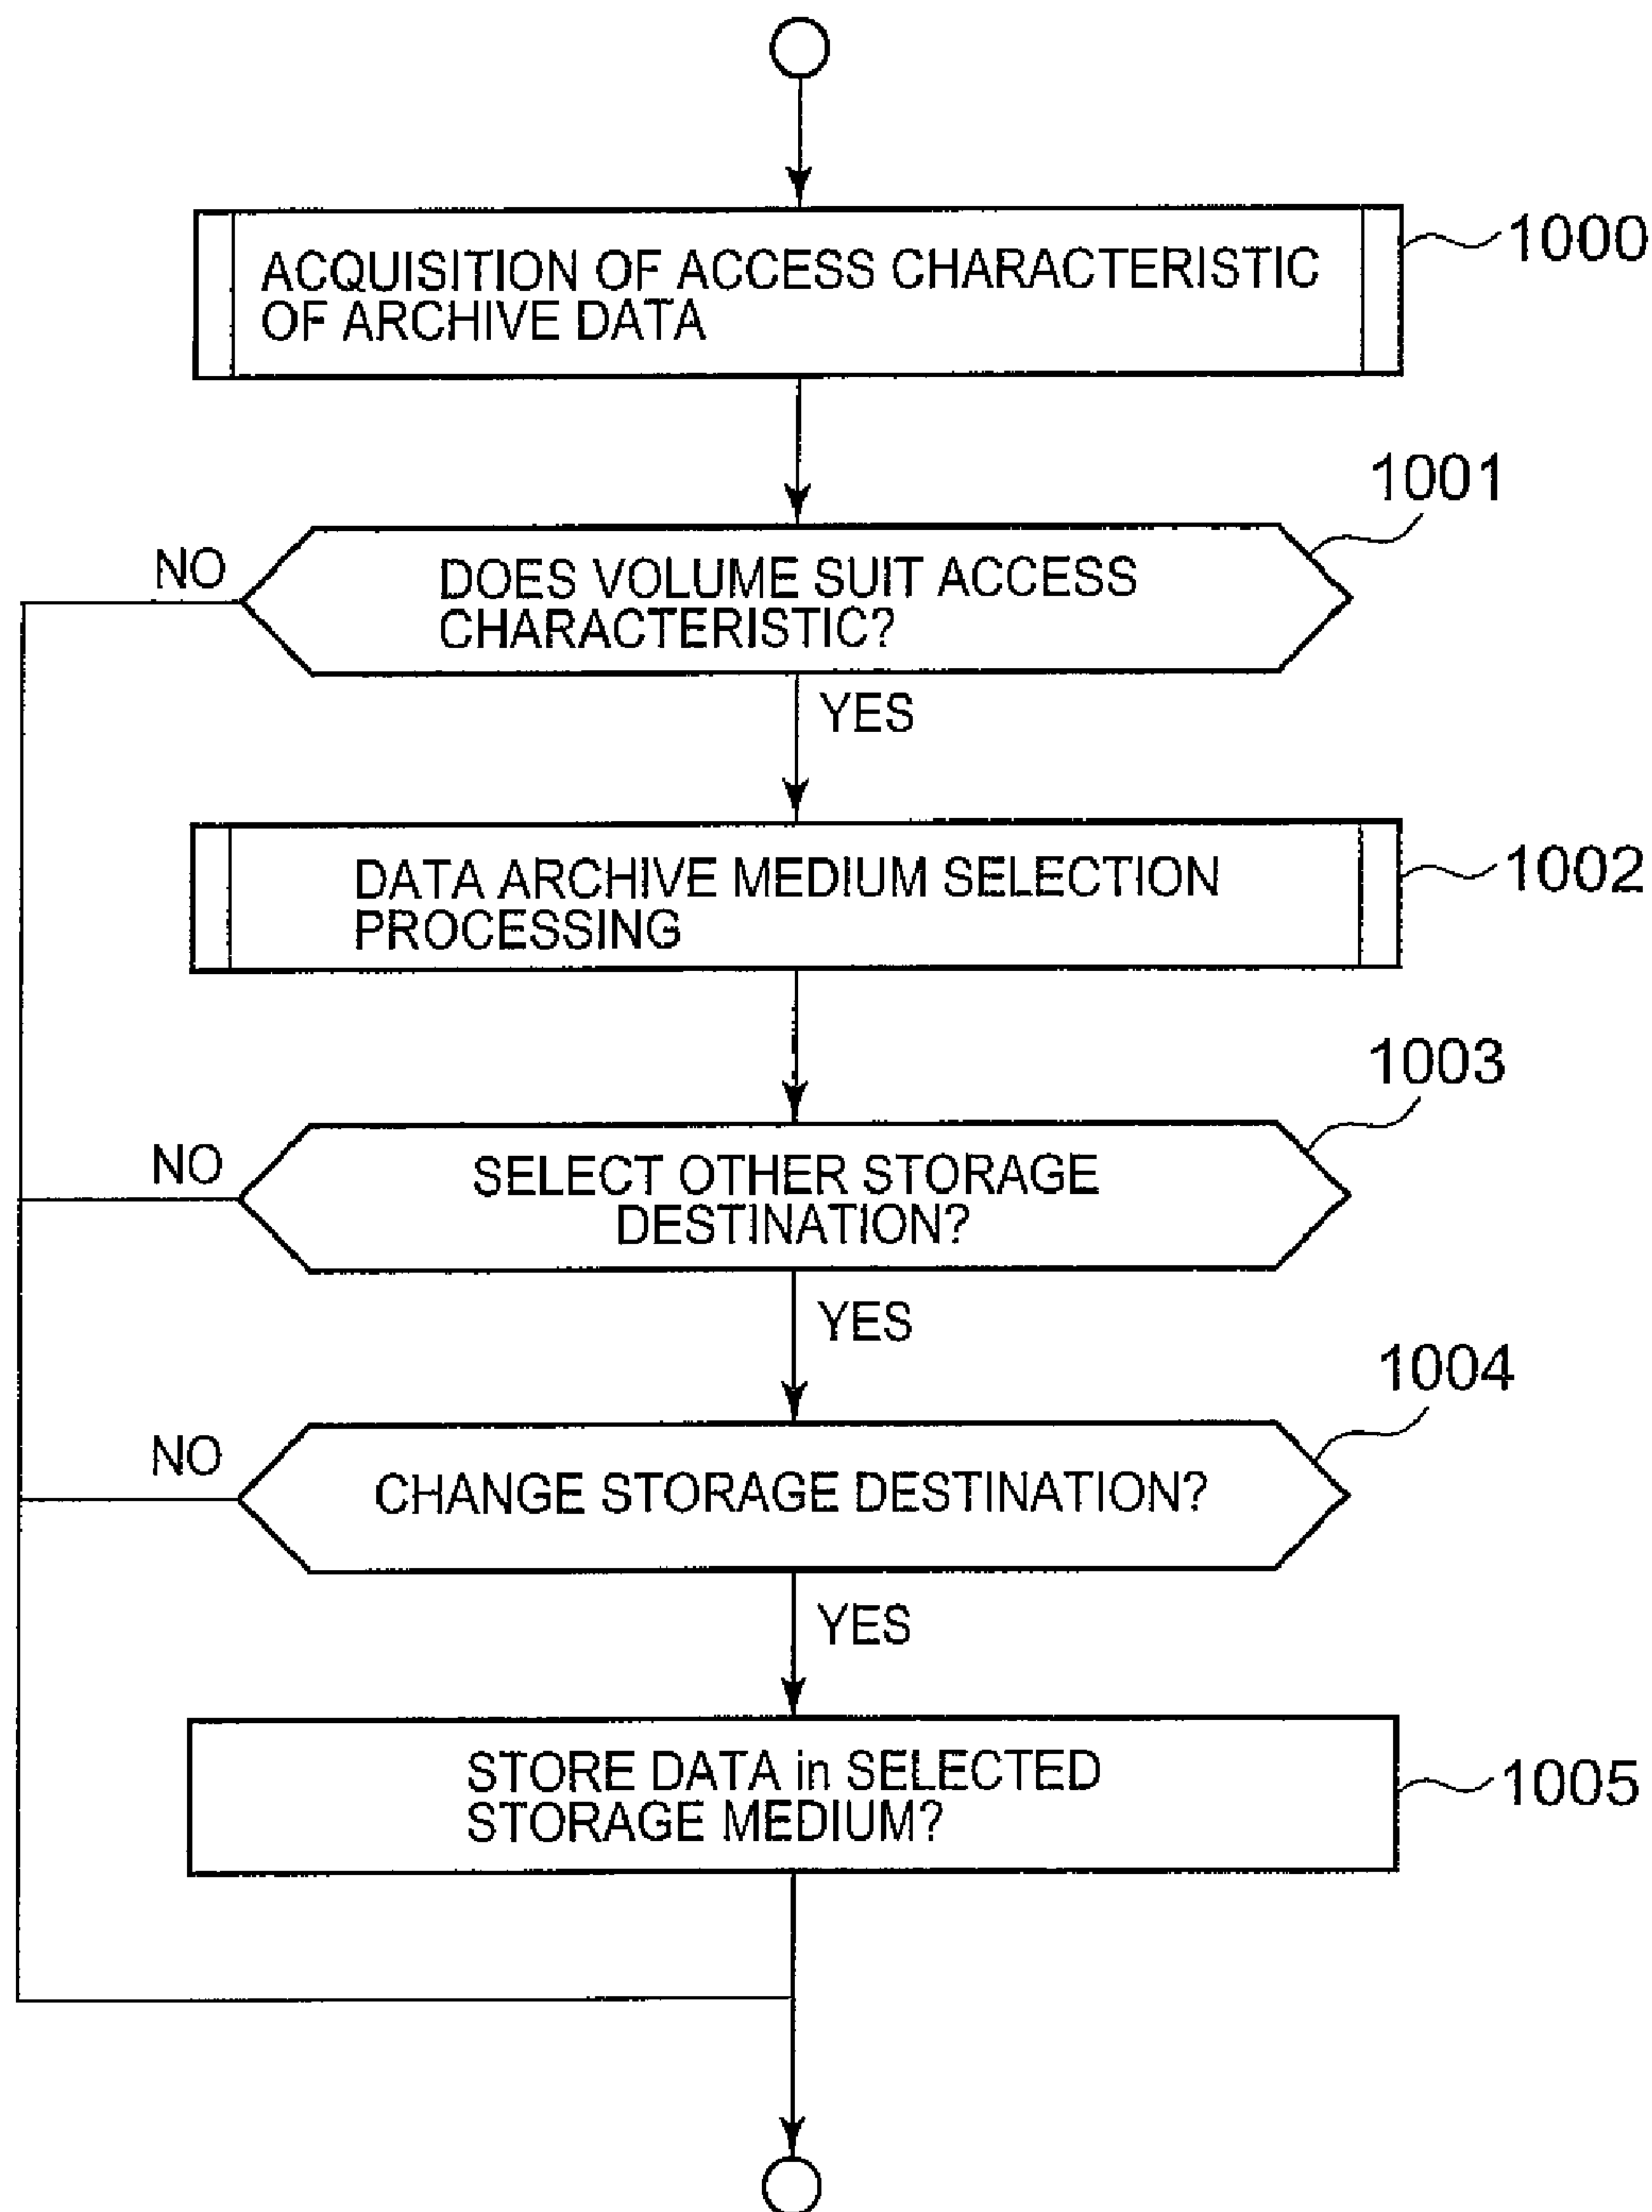 ACQUISITION OF ACCESS CHARACTERISTIC
OF ARCHIVE DATA
1000
1001
NO
DOES VOLUME SUIT ACCESS
CHARACTERISTIC?
YES
DATA ARCHIVE MEDIUM SELECTION
PROCESSING
1002
1003
NO
SELECT OTHER STORAGE
DESTINATION?
YES
1004
NO
CHANGE STORAGE DESTINATION?
YES
STORE DATA in SELECTED
STORAGE MEDIUM?
1005